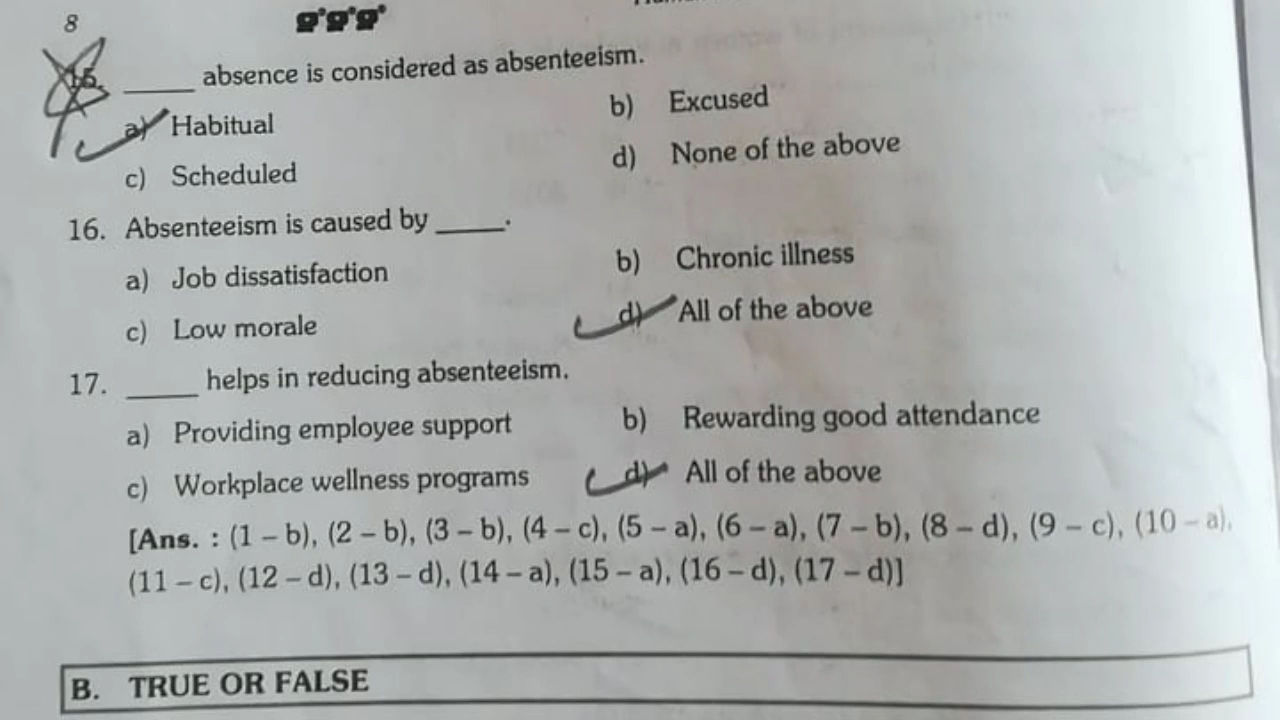 8
15. _____ absence is considered as absenteeism.
a) Habitual b) Excused
c) Scheduled d) None of the above
16. Absenteeism is caused by _____.
a) Job dissatisfaction b) Chronic illness
c) Low morale d) All of the above
17. _____ helps in reducing absenteeism.
a) Providing employee support b) Rewarding good attendance
c) Workplace wellness programs d) All of the above
[Ans. : (1 – b), (2 – b), (3 – b), (4 – c), (5 – a), (6 – a), (7 – b), (8 – d), (9 – c), (10 – a),
(11 – c), (12 – d), (13 – d), (14 – a), (15 – a), (16 – d), (17 – d)]
B. TRUE OR FALSE